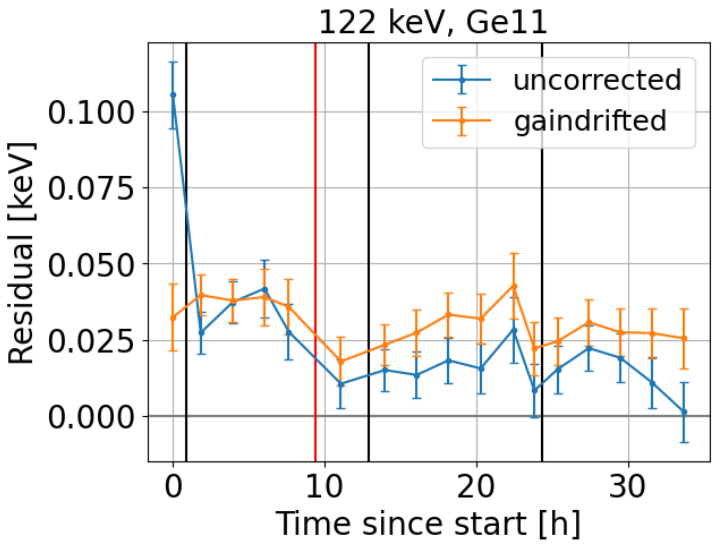 122 keV, Ge11
uncorrected
gaindrifted
0.100
0.075
0.050
0.025
0.000
Residual [keV]
0 10 20 30
Time since start [h]